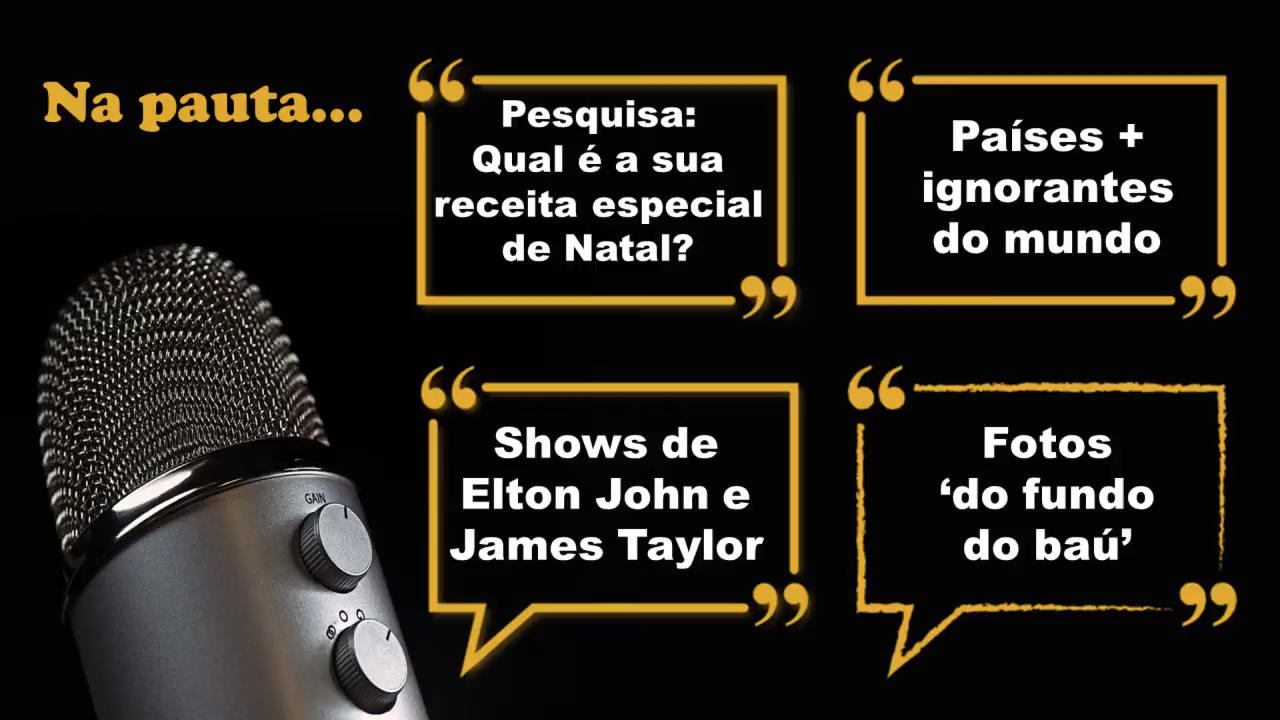 Na pauta...
Pesquisa:
Qual é a sua
receita especial
de Natal?
Países +
ignorantes
do mundo
Shows de
Elton John e
James Taylor
Fotos
‘do fundo
do baú’
GAIN